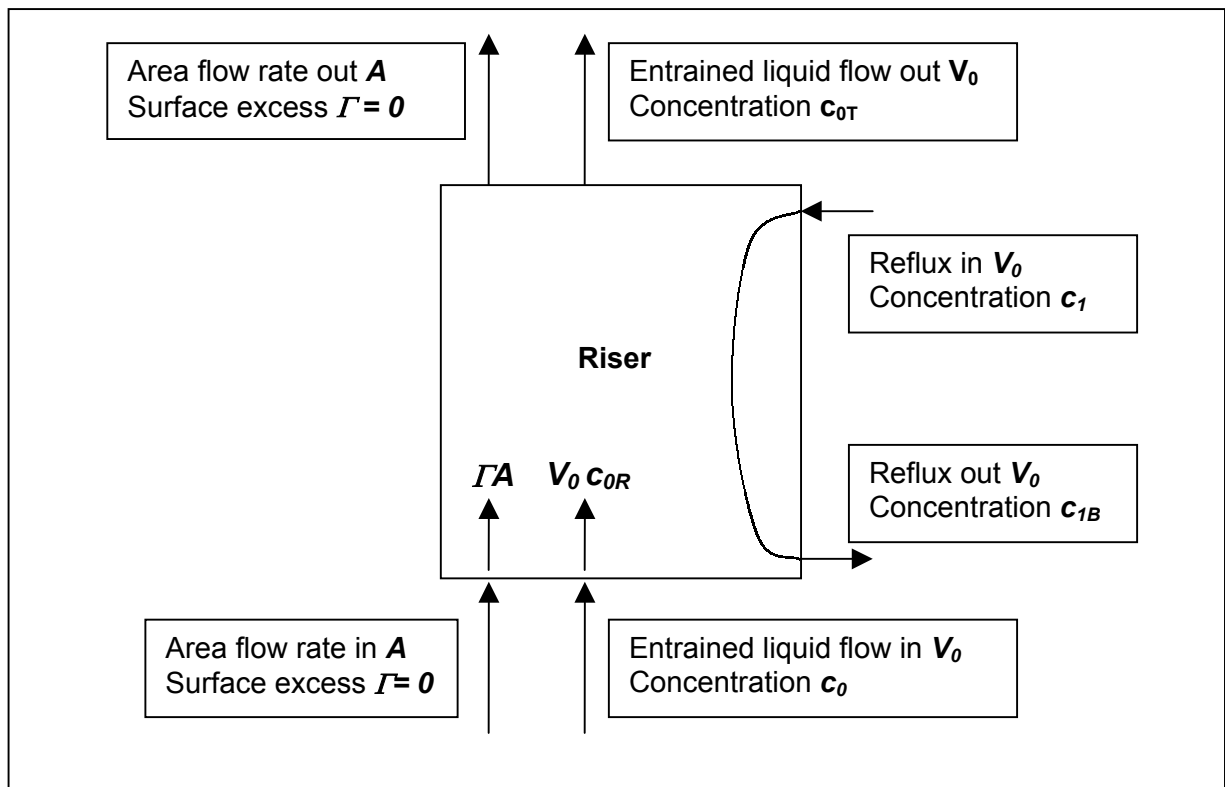 Area flow rate out A
Surface excess Γ = 0
Entrained liquid flow out V₀
Concentration c₀T
Reflux in V₀
Concentration c₁
Riser
ΓA V₀ c₀R
Reflux out V₀
Concentration c₁B
Area flow rate in A
Surface excess Γ= 0
Entrained liquid flow in V₀
Concentration c₀